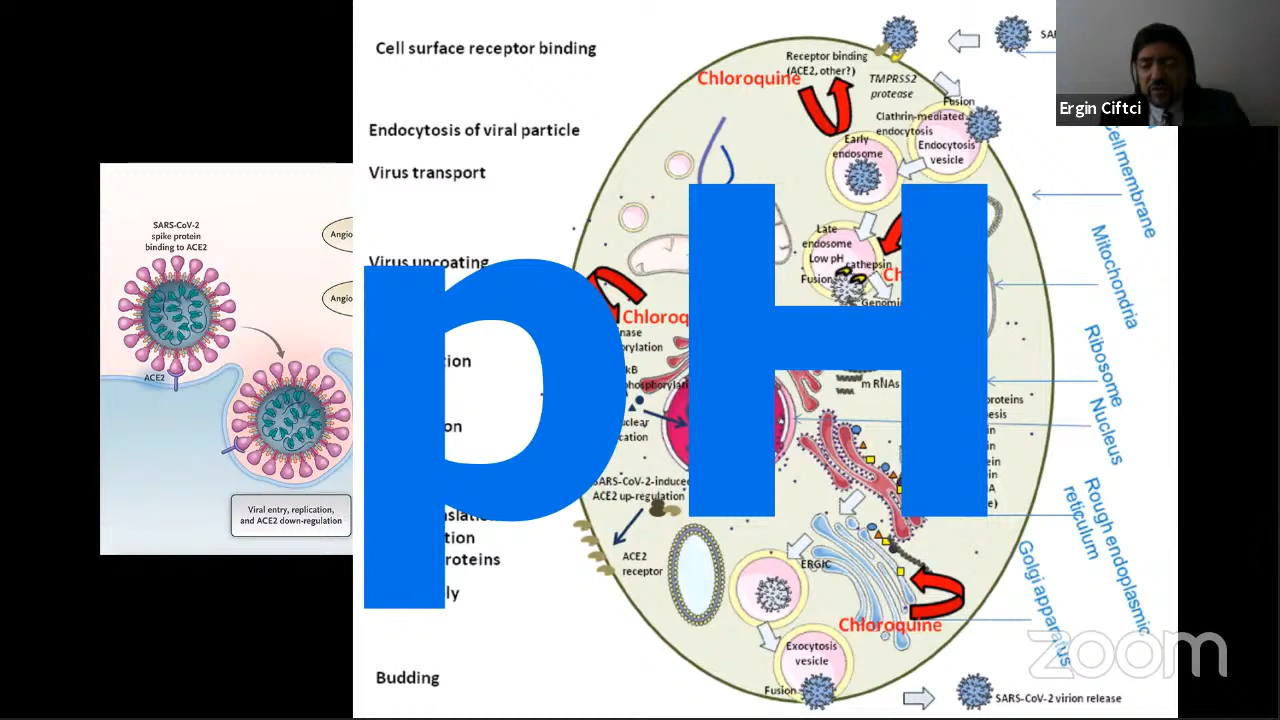 Cell surface receptor binding
Endocytosis of viral particle
Virus transport
Virus uncoating
Budding
SARS-CoV-2
spike protein
binding to ACE2
Angio
Angio
ACE2
Viral entry, replication,
and ACE2 down-regulation
pH
Receptor binding
(ACE2, other?)
Chloroquine
TMPRSS2
protease
Fusion
Clathrin-mediated
endocytosis
Endocytosis
vesicle
Early
endosome
Late
endosome
Low pH
cathepsin
Fusion
mRNAs
SARS-CoV-2-induced
ACE2 up-regulation
ACE2
receptor
ERGIC
Chloroquine
Exocytosis
vesicle
Fusion
SARS-CoV-2 virion release
Cell membrane
Mitochondria
Ribosome
Nucleus
Rough endoplasmic
reticulum
Golgi apparatus
Ergin Ciftci
zoom